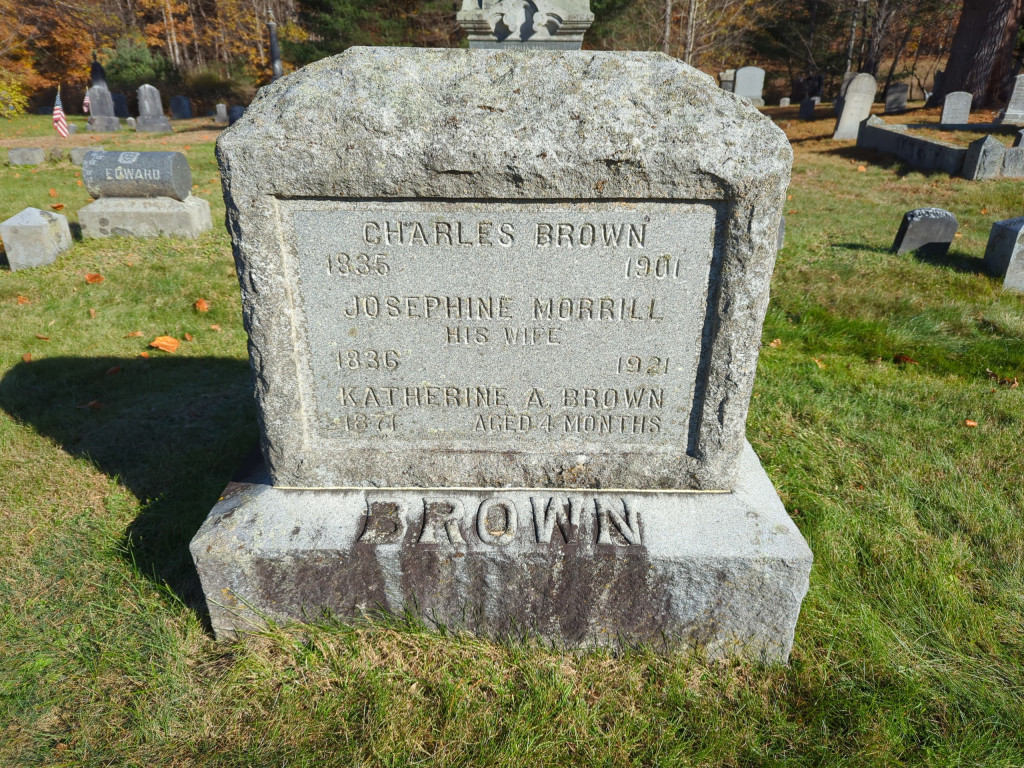 EDWARD
CHARLES BROWN
1835 1901
JOSEPHINE MORRILL
HIS WIFE
1836 1921
KATHERINE A. BROWN
1871 AGED 4 MONTHS
BROWN